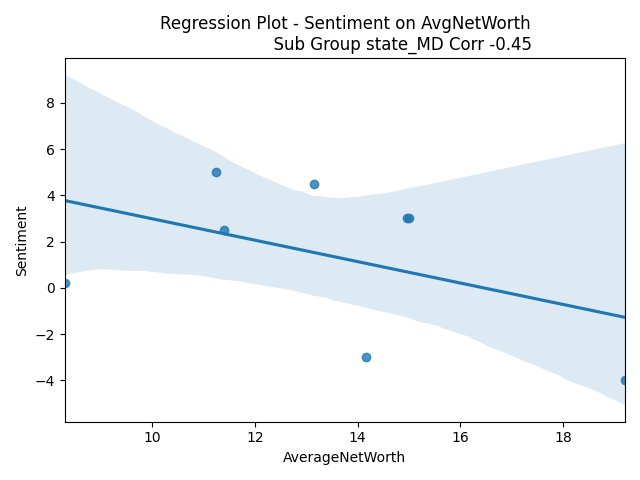 Regression Plot - Sentiment on AvgNetWorth
Sub Group state_MD Corr -0.45
8
6
4
2
0
−2
−4
Sentiment
10 12 14 16 18
AverageNetWorth